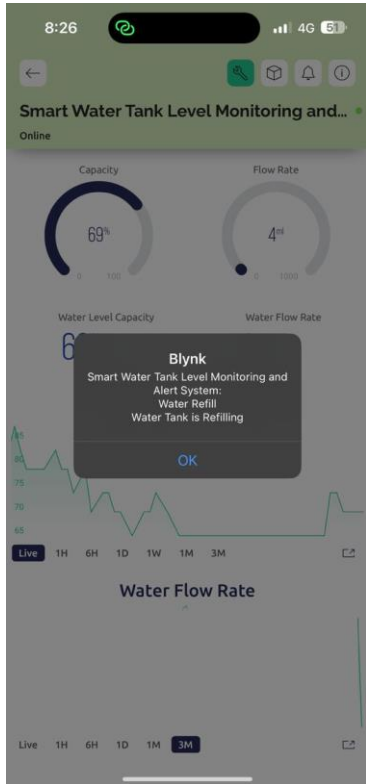 8:26
4G 51
Smart Water Tank Level Monitoring and...
Online
Capacity
Flow Rate
69%
4ml
0 100
0 1000
Water Level Capacity
Water Flow Rate
Blynk
Smart Water Tank Level Monitoring and
Alert System:
Water Refill
Water Tank is Refilling
OK
85
80
75
70
65
Live 1H 6H 1D 1W 1M 3M
Water Flow Rate
Live 1H 6H 1D 1M 3M